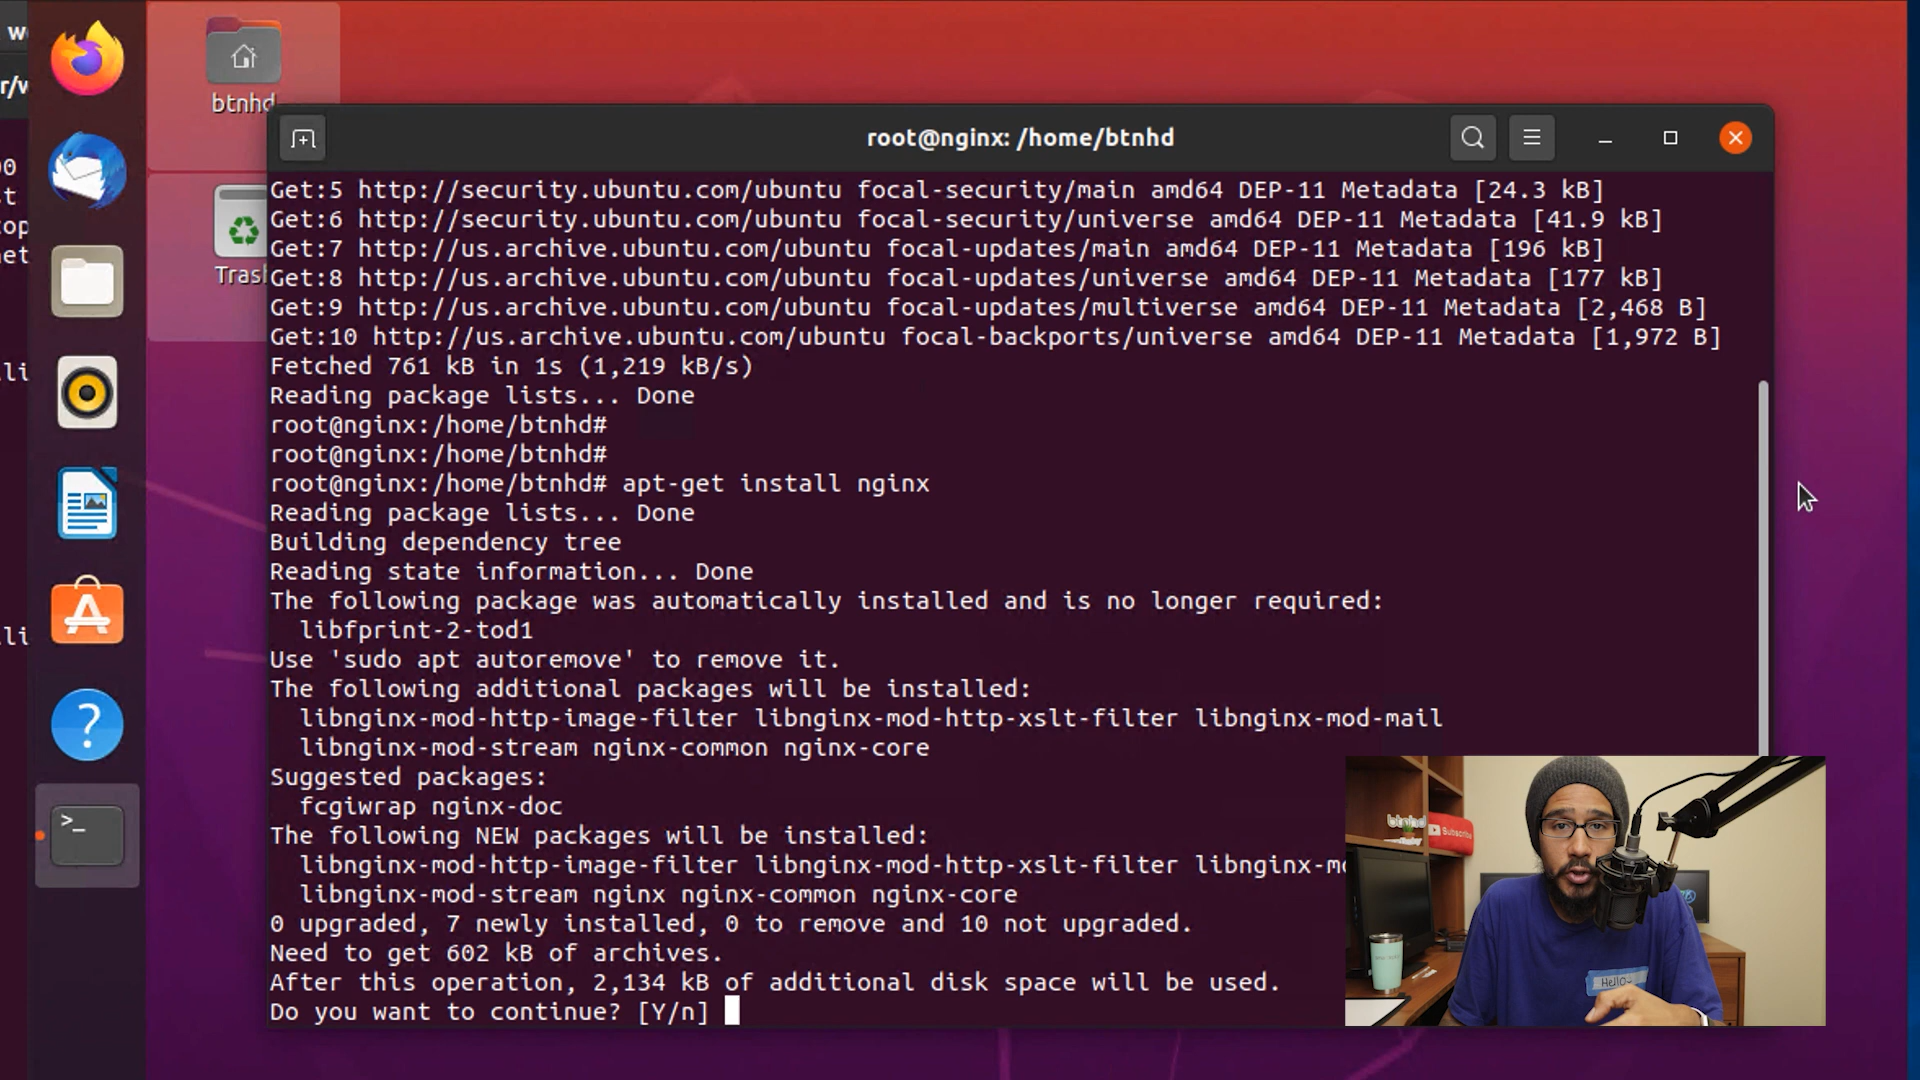 btnhd
Trash
root@nginx: /home/btnhd
Get:5 http://security.ubuntu.com/ubuntu focal-security/main amd64 DEP-11 Metadata [24.3 kB]
Get:6 http://security.ubuntu.com/ubuntu focal-security/universe amd64 DEP-11 Metadata [41.9 kB]
Get:7 http://us.archive.ubuntu.com/ubuntu focal-updates/main amd64 DEP-11 Metadata [196 kB]
Get:8 http://us.archive.ubuntu.com/ubuntu focal-updates/universe amd64 DEP-11 Metadata [177 kB]
Get:9 http://us.archive.ubuntu.com/ubuntu focal-updates/multiverse amd64 DEP-11 Metadata [2,468 B]
Get:10 http://us.archive.ubuntu.com/ubuntu focal-backports/universe amd64 DEP-11 Metadata [1,972 B]
Fetched 761 kB in 1s (1,219 kB/s)
Reading package lists... Done
root@nginx:/home/btnhd#
root@nginx:/home/btnhd#
root@nginx:/home/btnhd# apt-get install nginx
Reading package lists... Done
Building dependency tree
Reading state information... Done
The following package was automatically installed and is no longer required:
libfprint-2-tod1
Use 'sudo apt autoremove' to remove it.
The following additional packages will be installed:
libnginx-mod-http-image-filter libnginx-mod-http-xslt-filter libnginx-mod-mail
libnginx-mod-stream nginx-common nginx-core
Suggested packages:
fcgiwrap nginx-doc
The following NEW packages will be installed:
libnginx-mod-http-image-filter libnginx-mod-http-xslt-filter libnginx-mo
libnginx-mod-stream nginx nginx-common nginx-core
0 upgraded, 7 newly installed, 0 to remove and 10 not upgraded.
Need to get 602 kB of archives.
After this operation, 2,134 kB of additional disk space will be used.
Do you want to continue? [Y/n]
btnhd
Subscribe
Hello